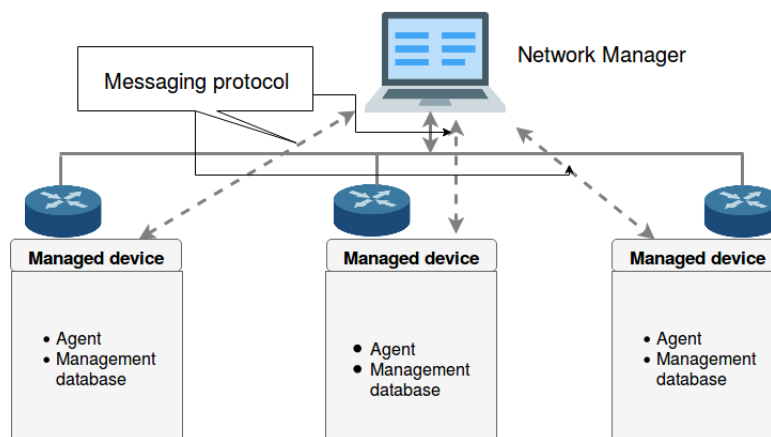 Network Manager
Messaging protocol
Managed device
• Agent
• Management
database
Managed device
• Agent
• Management
database
Managed device
• Agent
• Management
database